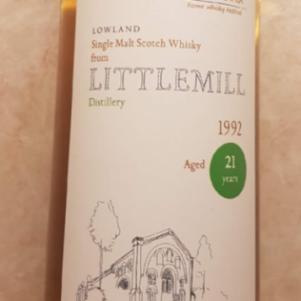 LOWLAND
Single Malt Scotch Whisky
from
LITTLEMILL
Distillery
1992
Aged 21
years